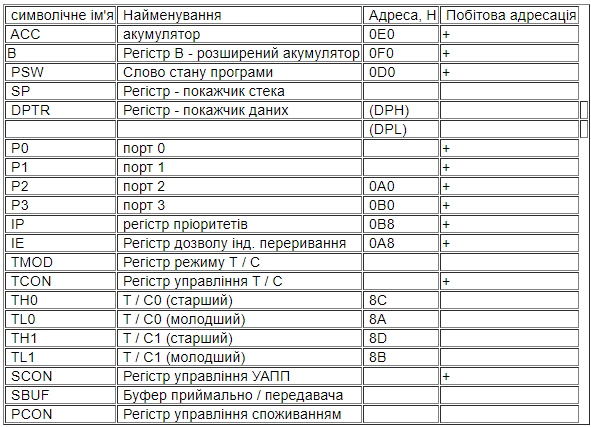 символічне ім'я Найменування Адреса, H Побітова адресація
ACC акумулятор 0E0 +
B Регістр В - розширений акумулятор 0F0 +
PSW Слово стану програми 0D0 +
SP Регістр - покажчик стека
DPTR Регістр - покажчик даних (DPH)
(DPL)
P0 порт 0 +
P1 порт 1 +
P2 порт 2 0A0 +
P3 порт 3 0B0 +
IP регістр пріоритетів 0B8 +
IE Регістр дозволу інд. переривання 0A8 +
TMOD Регістр режиму Т / С
TCON Регістр управління Т / С +
TH0 Т / С0 (старший) 8C
TL0 Т / С0 (молодший) 8A
TH1 Т / С1 (старший) 8D
TL1 Т / С1 (молодший) 8B
SCON Регістр управління УАПП +
SBUF Буфер приймально / передавача
PCON Регістр управління споживанням